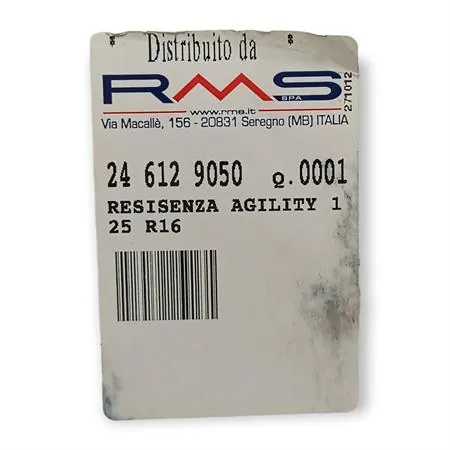 Distribuito da
RMS
SPA
www.rms.it
Via Macallè, 156 - 20831 Seregno (MB) ITALIA
271012
24 612 9050 Q.0001
RESISENZA AGILITY 1
25 R16